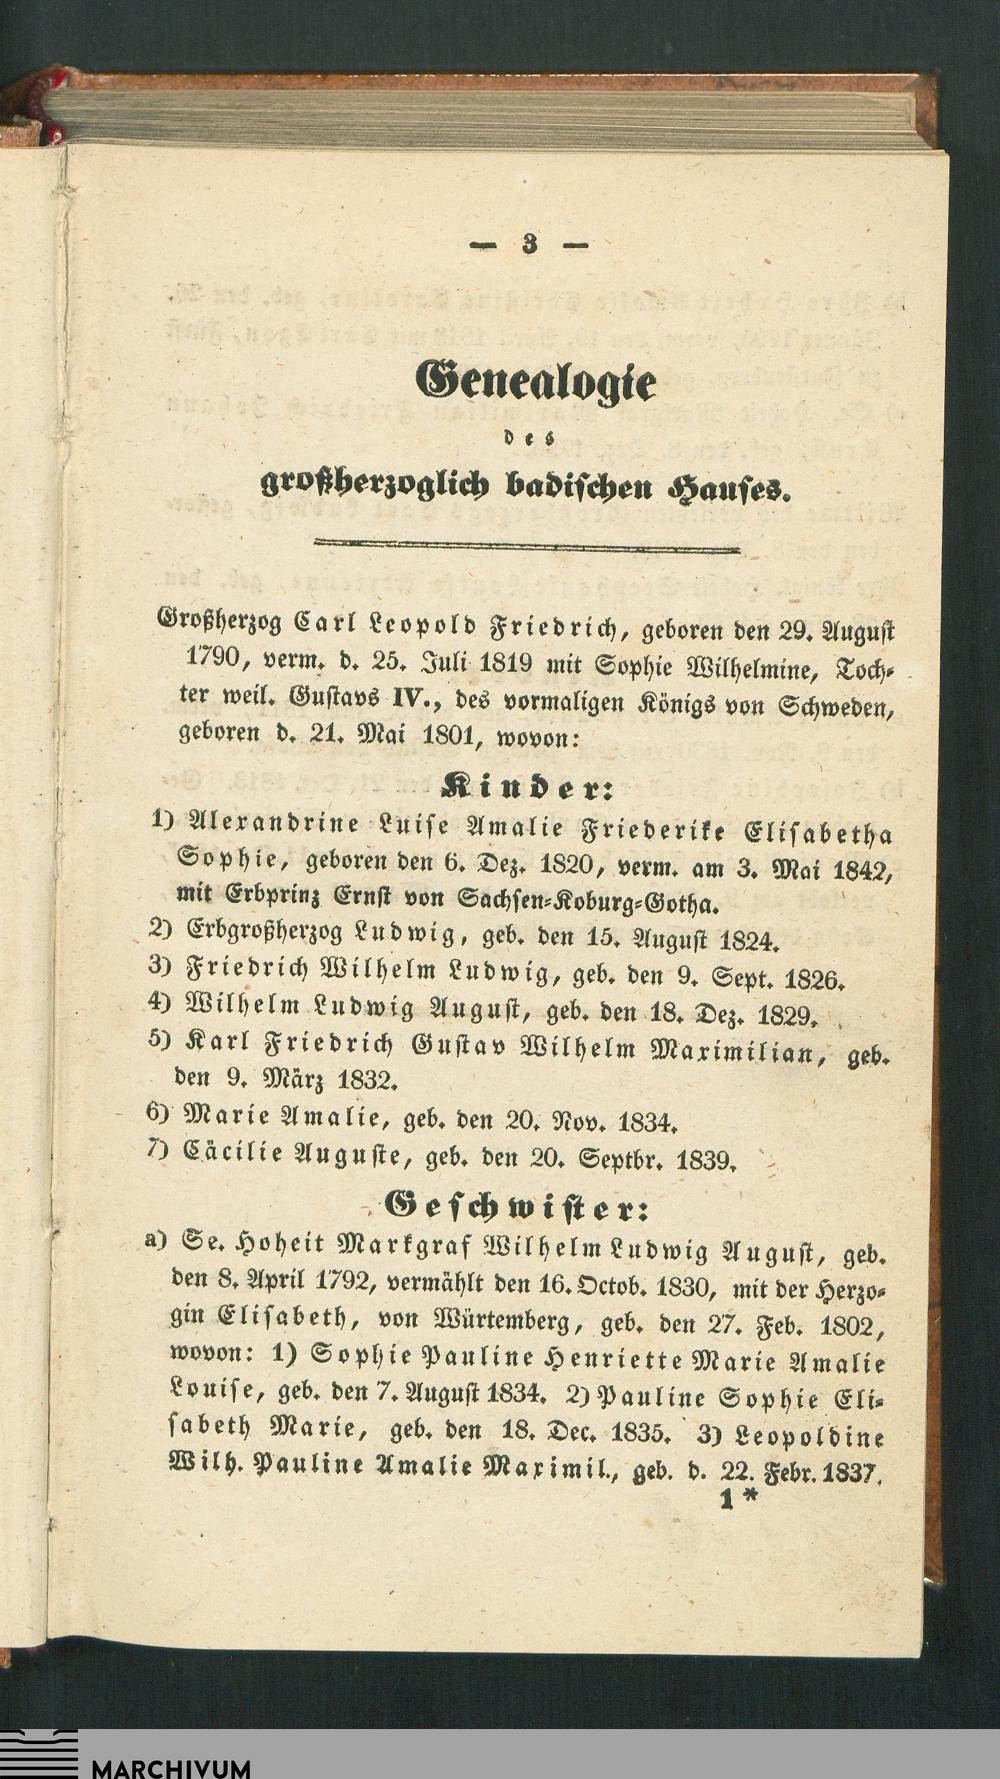 — 3 —
Genealogie
des
großherzoglich badischen Hauses.
Großherzog Carl Leopold Friedrich, geboren den 29. August
1790, verm. d. 25. Juli 1819 mit Sophie Wilhelmine, Toch-
ter weil. Gustavs IV., des vormaligen Königs von Schweden,
geboren d. 21. Mai 1801, wovon:
Kinder:
1) Alexandrine Luise Amalie Friederike Elisabetha
Sophie, geboren den 6. Dez. 1820, verm. am 3. Mai 1842,
mit Erbprinz Ernst von Sachsen-Koburg-Gotha.
2) Erbgroßherzog Ludwig, geb. den 15. August 1824.
3) Friedrich Wilhelm Ludwig, geb. den 9. Sept. 1826.
4) Wilhelm Ludwig August, geb. den 18. Dez. 1829.
5) Karl Friedrich Gustav Wilhelm Maximilian, geb.
den 9. März 1832.
6) Marie Amalie, geb. den 20. Nov. 1834.
7) Cäcilie Auguste, geb. den 20. Septbr. 1839.
Geschwister:
a) Se. Hoheit Markgraf Wilhelm Ludwig August, geb.
den 8. April 1792, vermählt den 16. Octob. 1830, mit der Herzo-
gin Elisabeth, von Würtemberg, geb. den 27. Feb. 1802,
wovon: 1) Sophie Pauline Henriette Marie Amalie
Louise, geb. den 7. August 1834. 2) Pauline Sophie Eli-
sabeth Marie, geb. den 18. Dec. 1835. 3) Leopoldine
Wilh. Pauline Amalie Maximil., geb. d. 22. Febr. 1837.
1 *
MARCHIVUM